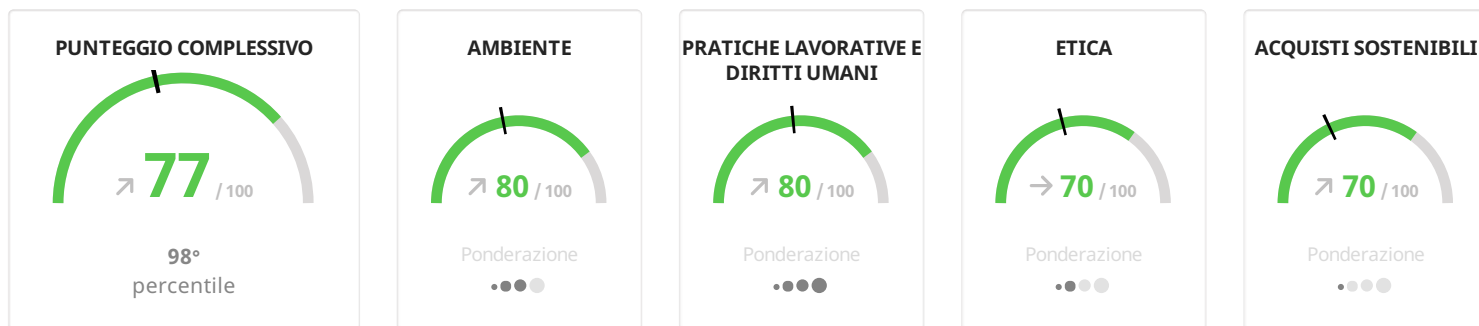 PUNTEGGIO COMPLESSIVO
77 / 100
98°
percentile
AMBIENTE
80 / 100
Ponderazione
PRATICHE LAVORATIVE E
DIRITTI UMANI
80 / 100
Ponderazione
ETICA
70 / 100
Ponderazione
ACQUISTI SOSTENIBILI
70 / 100
Ponderazione